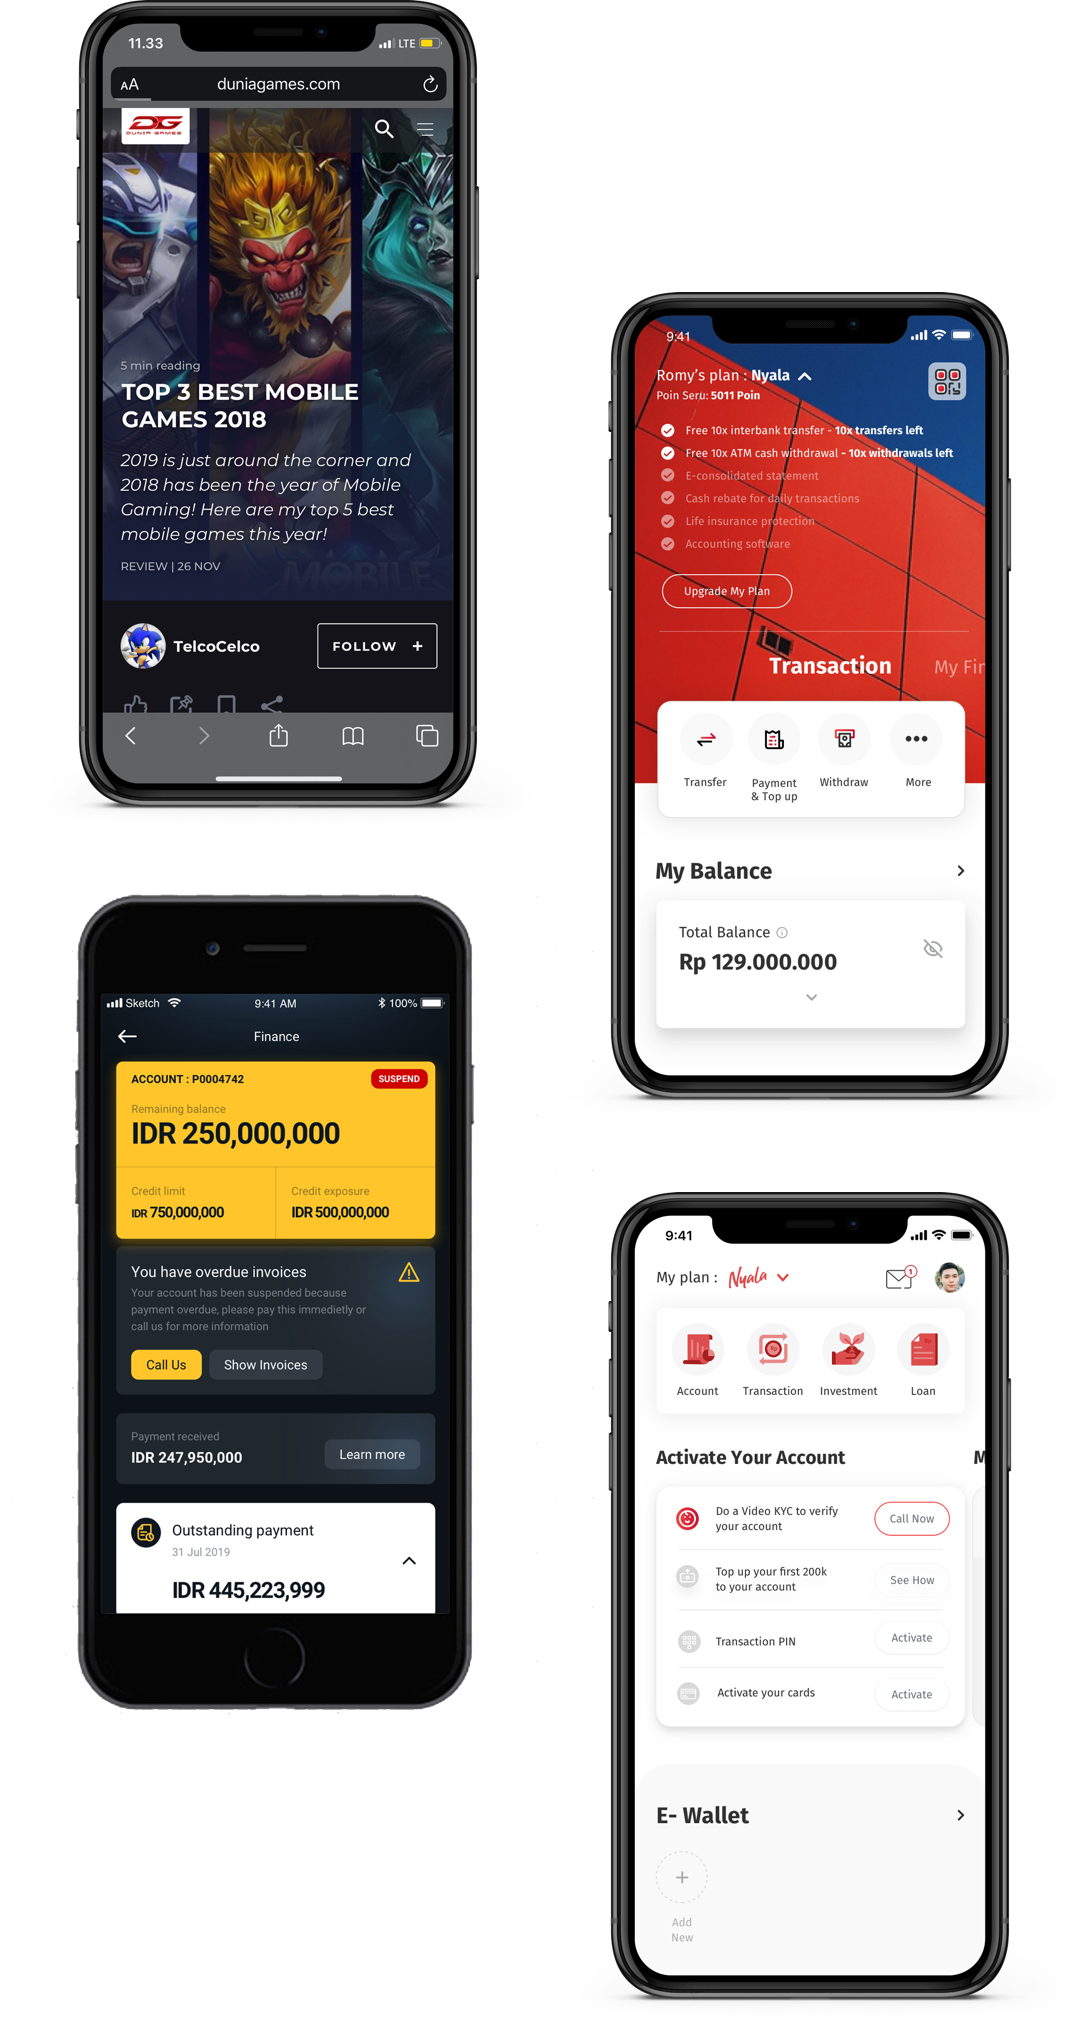 11.33
LTE
AA
duniagames.com
DG
DUNIA GAMES
5 min reading
TOP 3 BEST MOBILE
GAMES 2018
2019 is just around the corner and
2018 has been the year of Mobile
Gaming! Here are my top 5 best
mobile games this year!
MOBILE
REVIEW | 26 NOV
TelcoCelco
FOLLOW +
9:41
Romy's plan : Nyala
Poin Seru: 5011 Poin
Free 10x interbank transfer - 10x transfers left
Free 10x ATM cash withdrawal - 10x withdrawals left
E-consolidated statement
Cash rebate for daily transactions
Life insurance protection
Accounting software
Upgrade My Plan
Transaction
My Fin
Transfer
Payment
& Top up
Withdraw
More
My Balance
Total Balance
Rp 129.000.000
Sketch
9:41 AM
100%
Finance
ACCOUNT : P0004742
SUSPEND
Remaining balance
IDR 250,000,000
Credit limit
IDR 750,000,000
Credit exposure
IDR 500,000,000
You have overdue invoices
Your account has been suspended because
payment overdue, please pay this immedietly or
call us for more information
Call Us
Show Invoices
Payment received
IDR 247,950,000
Learn more
Outstanding payment
31 Jul 2019
IDR 445,223,999
9:41
My plan : Nyala
1
Account
Transaction
Investment
Loan
Activate Your Account
M
Do a Video KYC to verify
your account
Call Now
Top up your first 200k
to your account
See How
Transaction PIN
Activate
Activate your cards
Activate
E- Wallet
+
Add
New